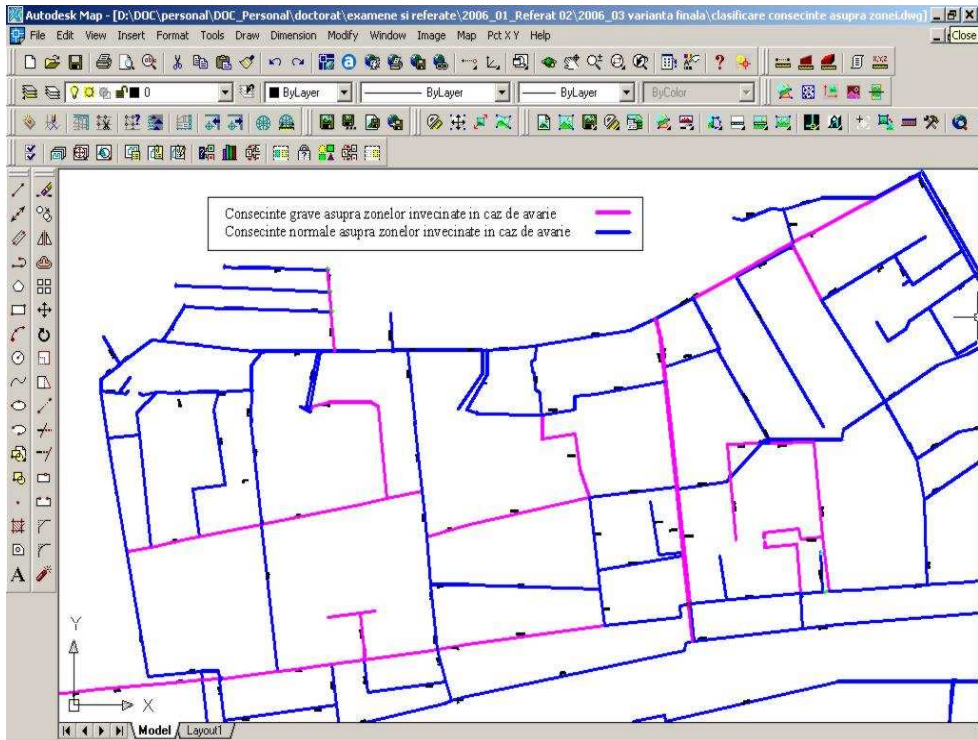 Autodesk Map - [D:\DOC\personal\DOC_Personal\doctorat\examene si referate\2006_01_Referat 02\2006_03 varianta finala\clasificare consecinte asupra zonei.dwg]
File Edit View Insert Format Tools Draw Dimension Modify Window Image Map Pct X Y Help
Close
0 ByLayer ByLayer ByLayer ByColor
Consecinte grave asupra zonelor invecinate in caz de avarie
Consecinte normale asupra zonelor invecinate in caz de avarie
A
Y
X
Model Layout1